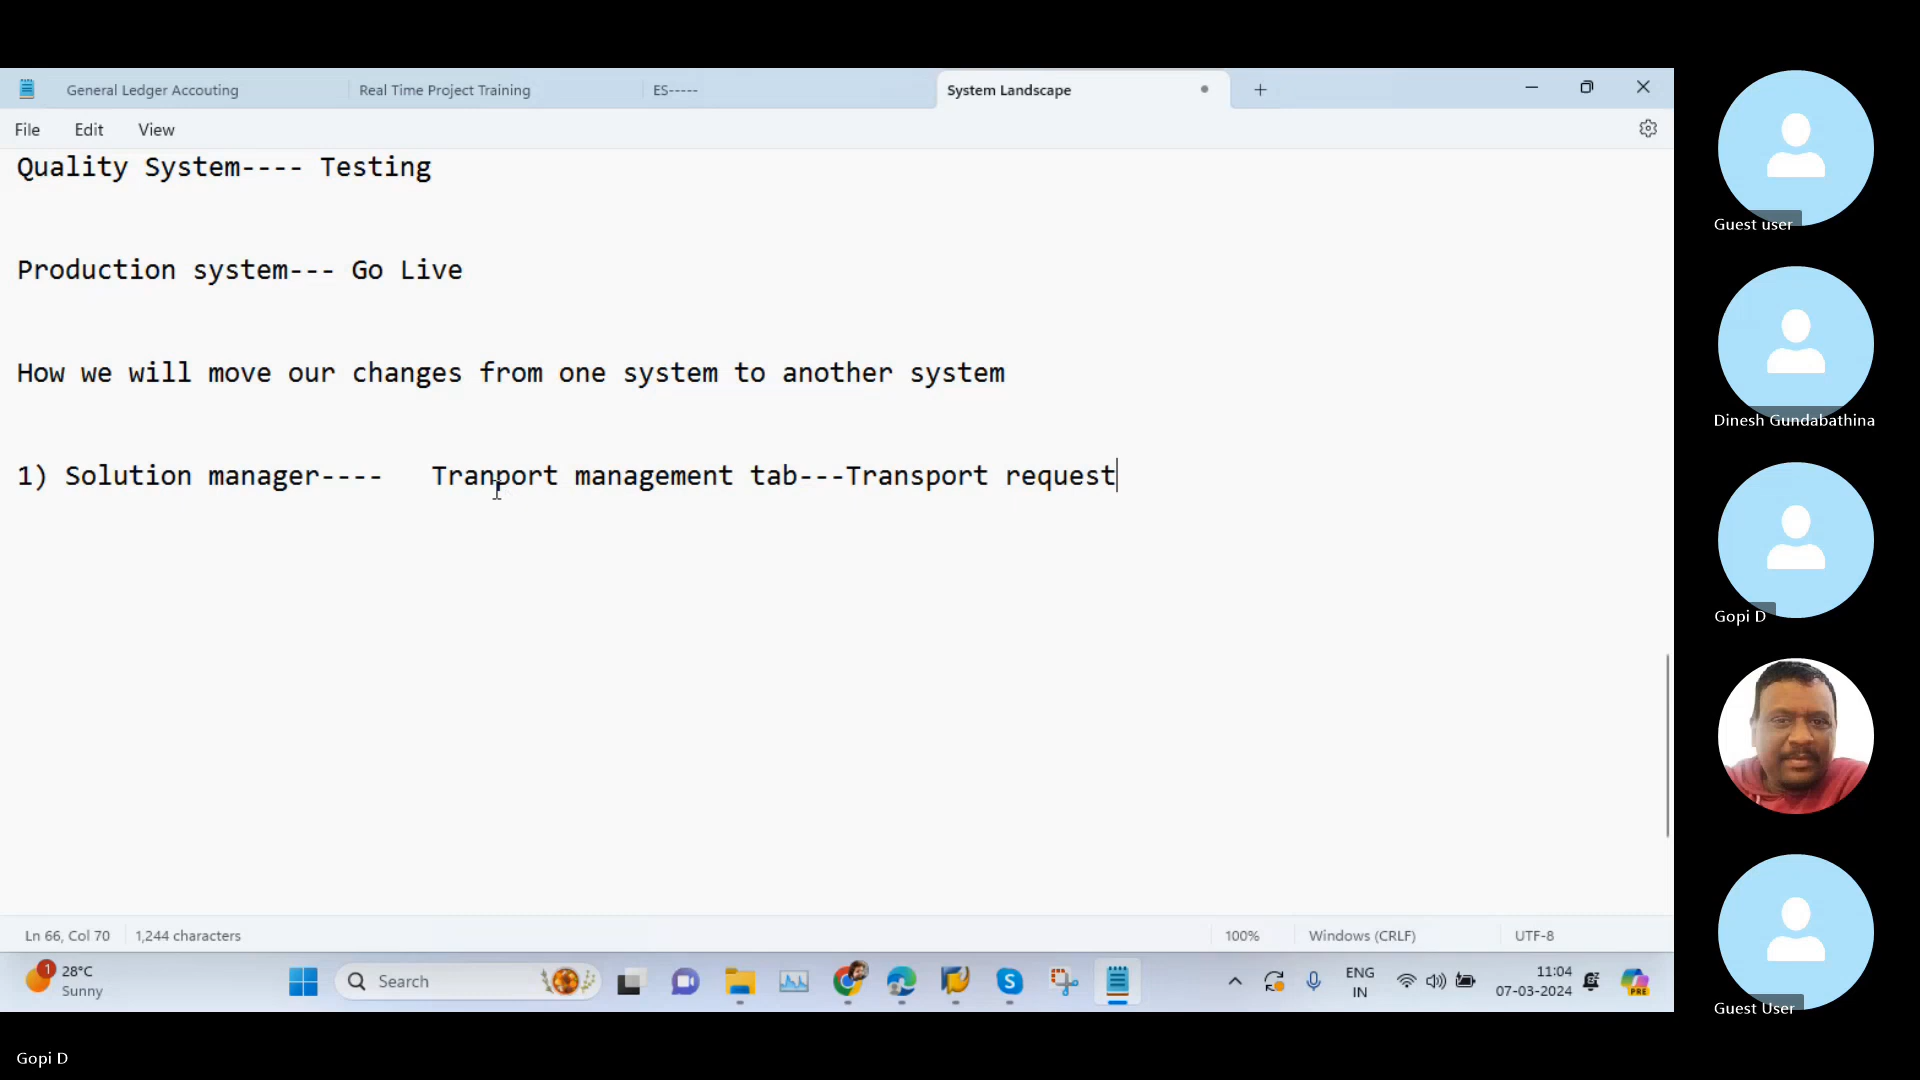 General Ledger Accouting
Real Time Project Training
ES-----
System Landscape
File
Edit
View
Quality System---- Testing
Production system--- Go Live
How we will move our changes from one system to another system
1) Solution manager---- Tranport management tab---Transport request
Ln 66, Col 70
1,244 characters
100%
Windows (CRLF)
UTF-8
1
28°C
Sunny
Search
S
PRE
ENG
IN
11:04
07-03-2024
Guest user
Dinesh Gundabathina
Gopi D
Guest User
Gopi D